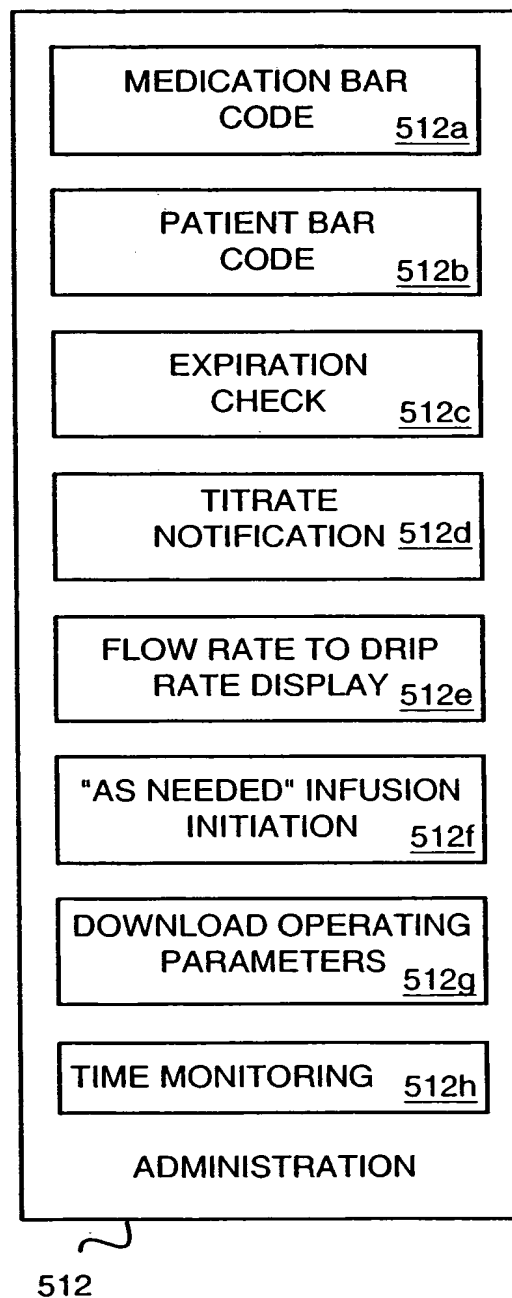 MEDICATION BAR
CODE 512a
PATIENT BAR
CODE 512b
EXPIRATION
CHECK 512c
TITRATE
NOTIFICATION 512d
FLOW RATE TO DRIP
RATE DISPLAY 512e
"AS NEEDED" INFUSION
INITIATION 512f
DOWNLOAD OPERATING
PARAMETERS 512g
TIME MONITORING 512h
ADMINISTRATION
512